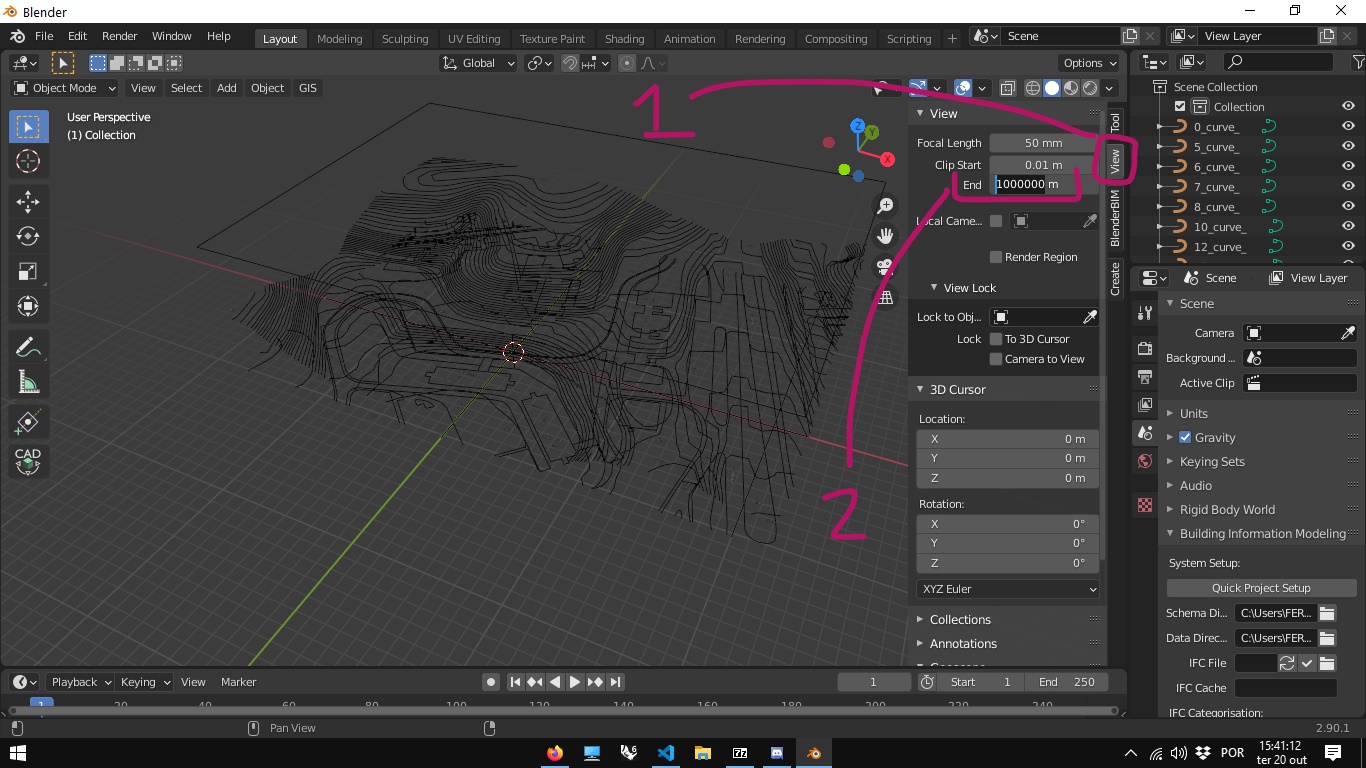 Blender
File Edit Render Window Help Layout Modeling Sculpting UV Editing Texture Paint Shading Animation Rendering Compositing Scripting + Scene View Layer
Global Options
Object Mode View Select Add Object GIS
User Perspective
(1) Collection
1
Z
Y
X
View
Focal Length 50 mm
Clip Start 0.01 m
End 1000000 m
Local Came...
Render Region
View Lock
Lock to Obj...
Lock To 3D Cursor
Camera to View
3D Cursor
Location:
X 0 m
Y 0 m
Z 0 m
Rotation:
X 0°
Y 0°
Z 0°
XYZ Euler
Collections
Annotations
2
Tool
View
BlenderBIM
Create
CAD
Scene Collection
Collection
0_curve_
5_curve_
6_curve_
7_curve_
8_curve_
10_curve_
12_curve_
Scene View Layer
Scene
Camera
Background ...
Active Clip
Units
Gravity
Keying Sets
Audio
Rigid Body World
Building Information Modeling
System Setup:
Quick Project Setup
Schema Di... C:\Users\FER...
Data Direc... C:\Users\FER...
IFC File
IFC Cache
IFC Categorisation:
Playback Keying View Marker 1 Start 1 End 250
1 20 40 60 80 100 120 140 160 180 200 220 240
Pan View 2.90.1
POR 15:41:12
ter 20 out